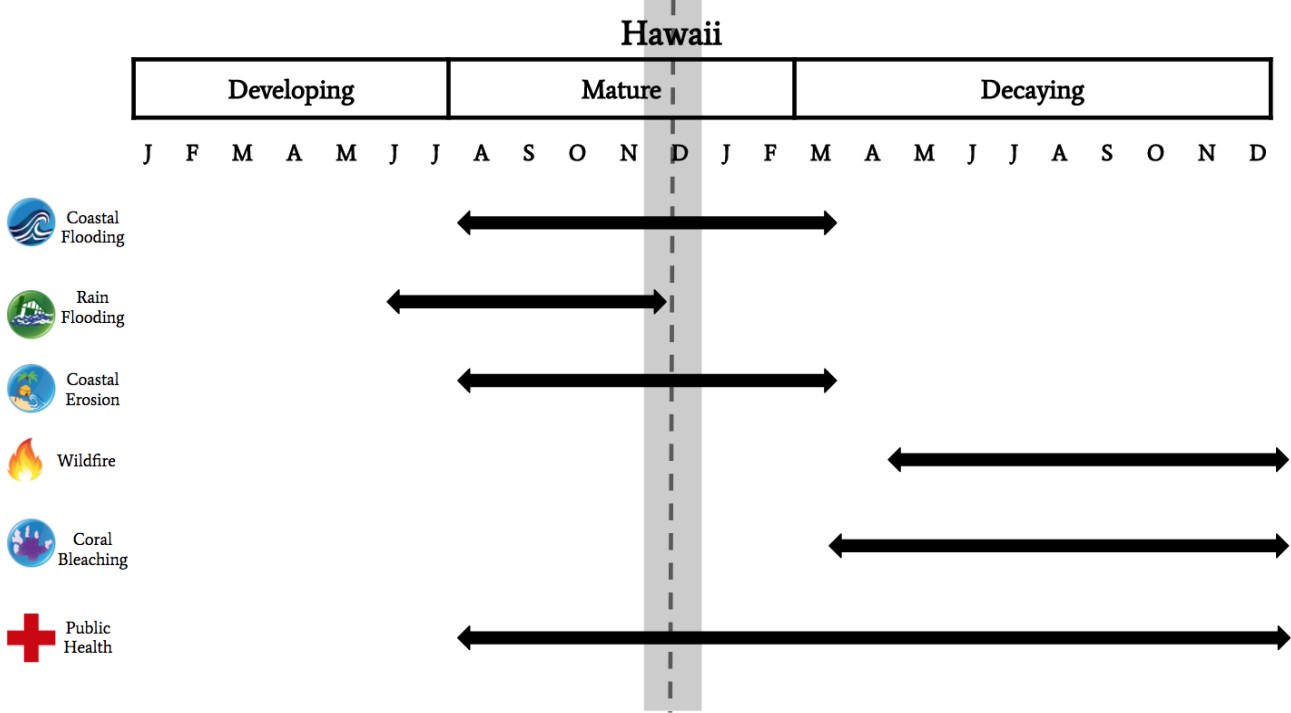 Hawaii
Developing Mature Decaying
J F M A M J J A S O N D J F M A M J J A S O N D
Coastal
Flooding
Rain
Flooding
Coastal
Erosion
Wildfire
Coral
Bleaching
Public
Health